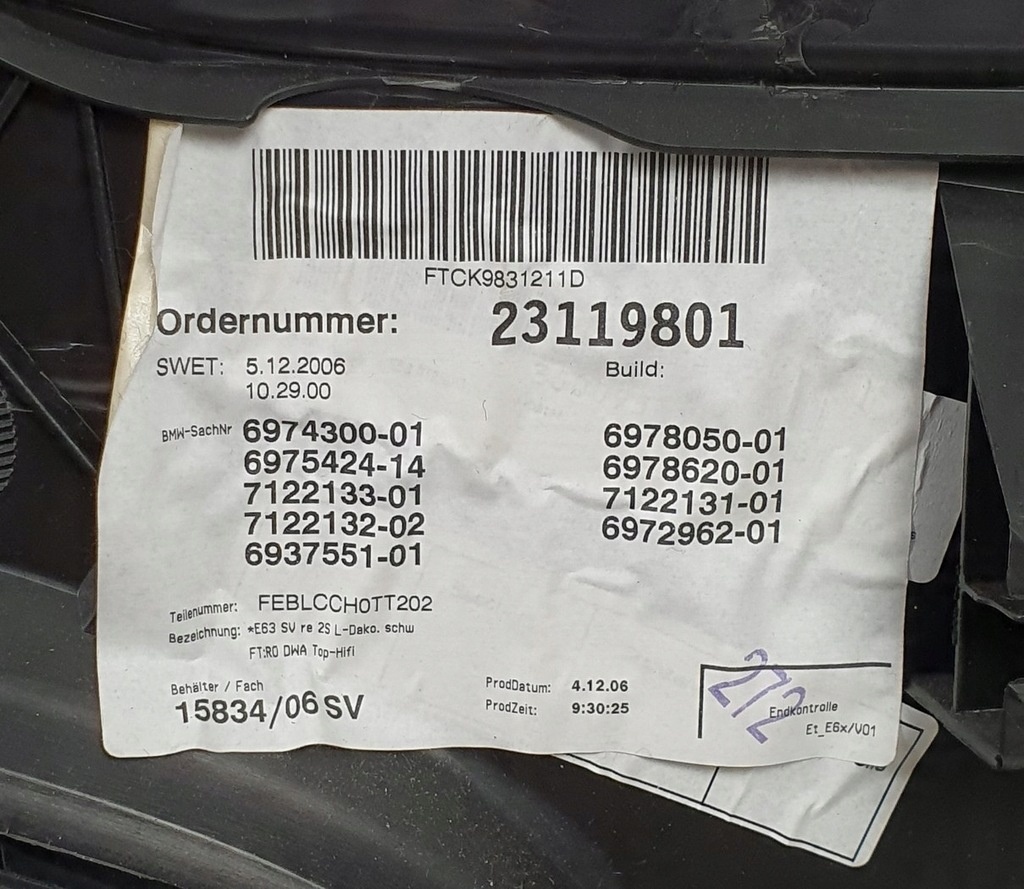 FTCK9831211D
Ordernummer: 23119801
SWET: 5.12.2006 Build:
10.29.00
BMW-SachNr 6974300-01 6978050-01
6975424-14 6978620-01
7122133-01 7122131-01
7122132-02 6972962-01
6937551-01
Teilenummer: FEBLCCHOTT202
Bezeichnung: *E63 SV re 2S L-Dako. schw
FT:RO DWA Top-Hifi
Behälter / Fach
15834/06 SV
ProdDatum: 4.12.06
ProdZeit: 9:30:25
272
Endkontrolle
Et_E6x/V01